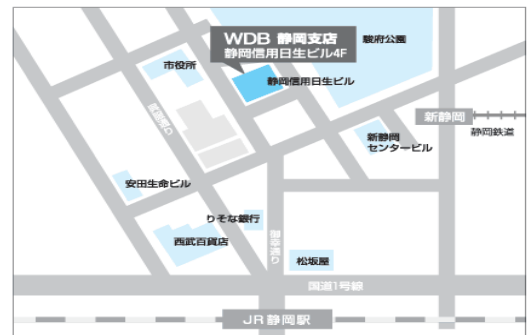 WDB 静岡支店
静岡信用日生ビル4F
駿府公園
市役所
静岡信用日生ビル
新静岡
静岡鉄道
新静岡
センタービル
安田生命ビル
りそな銀行
西武百貨店
松坂屋
国道1号線
JR静岡駅